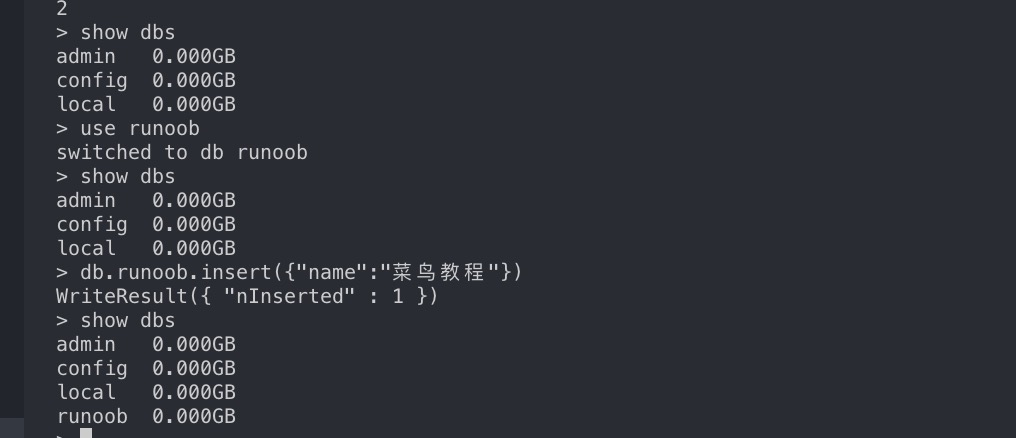 2
> show dbs
admin   0.000GB
config  0.000GB
local   0.000GB
> use runoob
switched to db runoob
> show dbs
admin   0.000GB
config  0.000GB
local   0.000GB
> db.runoob.insert({"name":"菜鸟教程"})
WriteResult({ "nInserted" : 1 })
> show dbs
admin   0.000GB
config  0.000GB
local   0.000GB
runoob  0.000GB
>